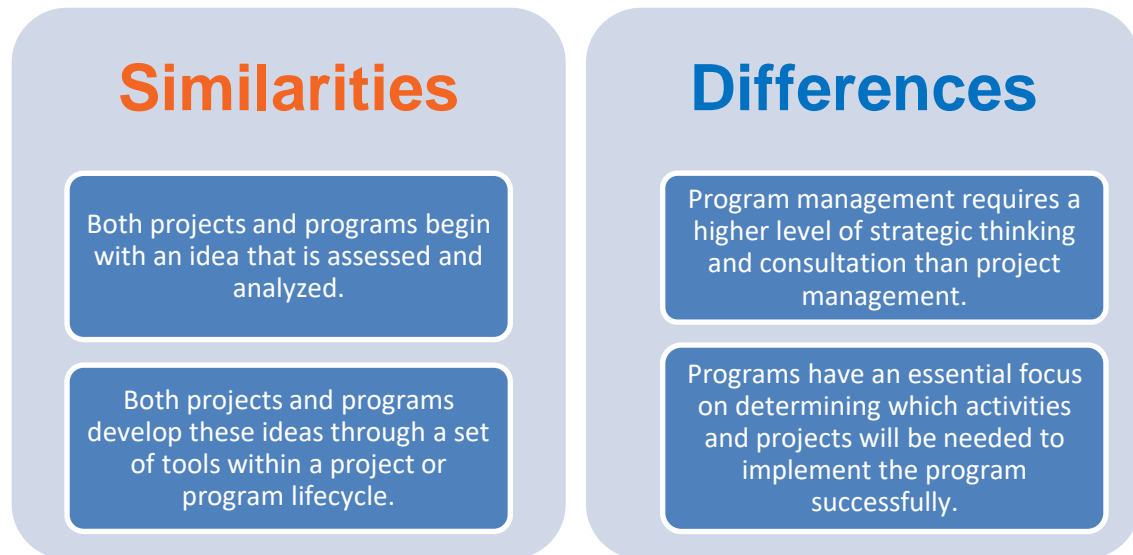 Similarities
Both projects and programs begin
with an idea that is assessed and
analyzed.
Both projects and programs
develop these ideas through a set
of tools within a project or
program lifecycle.
Differences
Program management requires a
higher level of strategic thinking
and consultation than project
management.
Programs have an essential focus
on determining which activities
and projects will be needed to
implement the program
successfully.